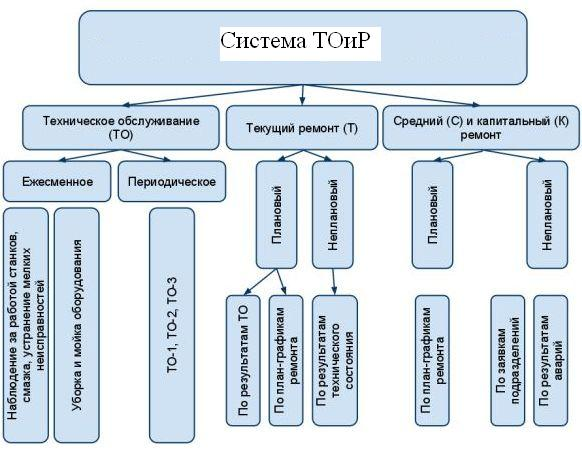 Система ТОиР
Техническое обслуживание
(ТО)
Текущий ремонт (Т)
Средний (С) и капитальный (К)
ремонт
Ежесменное
Периодическое
Плановый
Неплановый
Плановый
Неплановый
Наблюдение за работой станков,
смазка, устранение мелких
неисправностей
Уборка и мойка оборудования
ТО-1, ТО-2, ТО-3
По результатам ТО
По план-графикам
ремонта
По результатам
технического
состояния
По план-графикам
ремонта
По заявкам
подразделений
По результатам
аварий